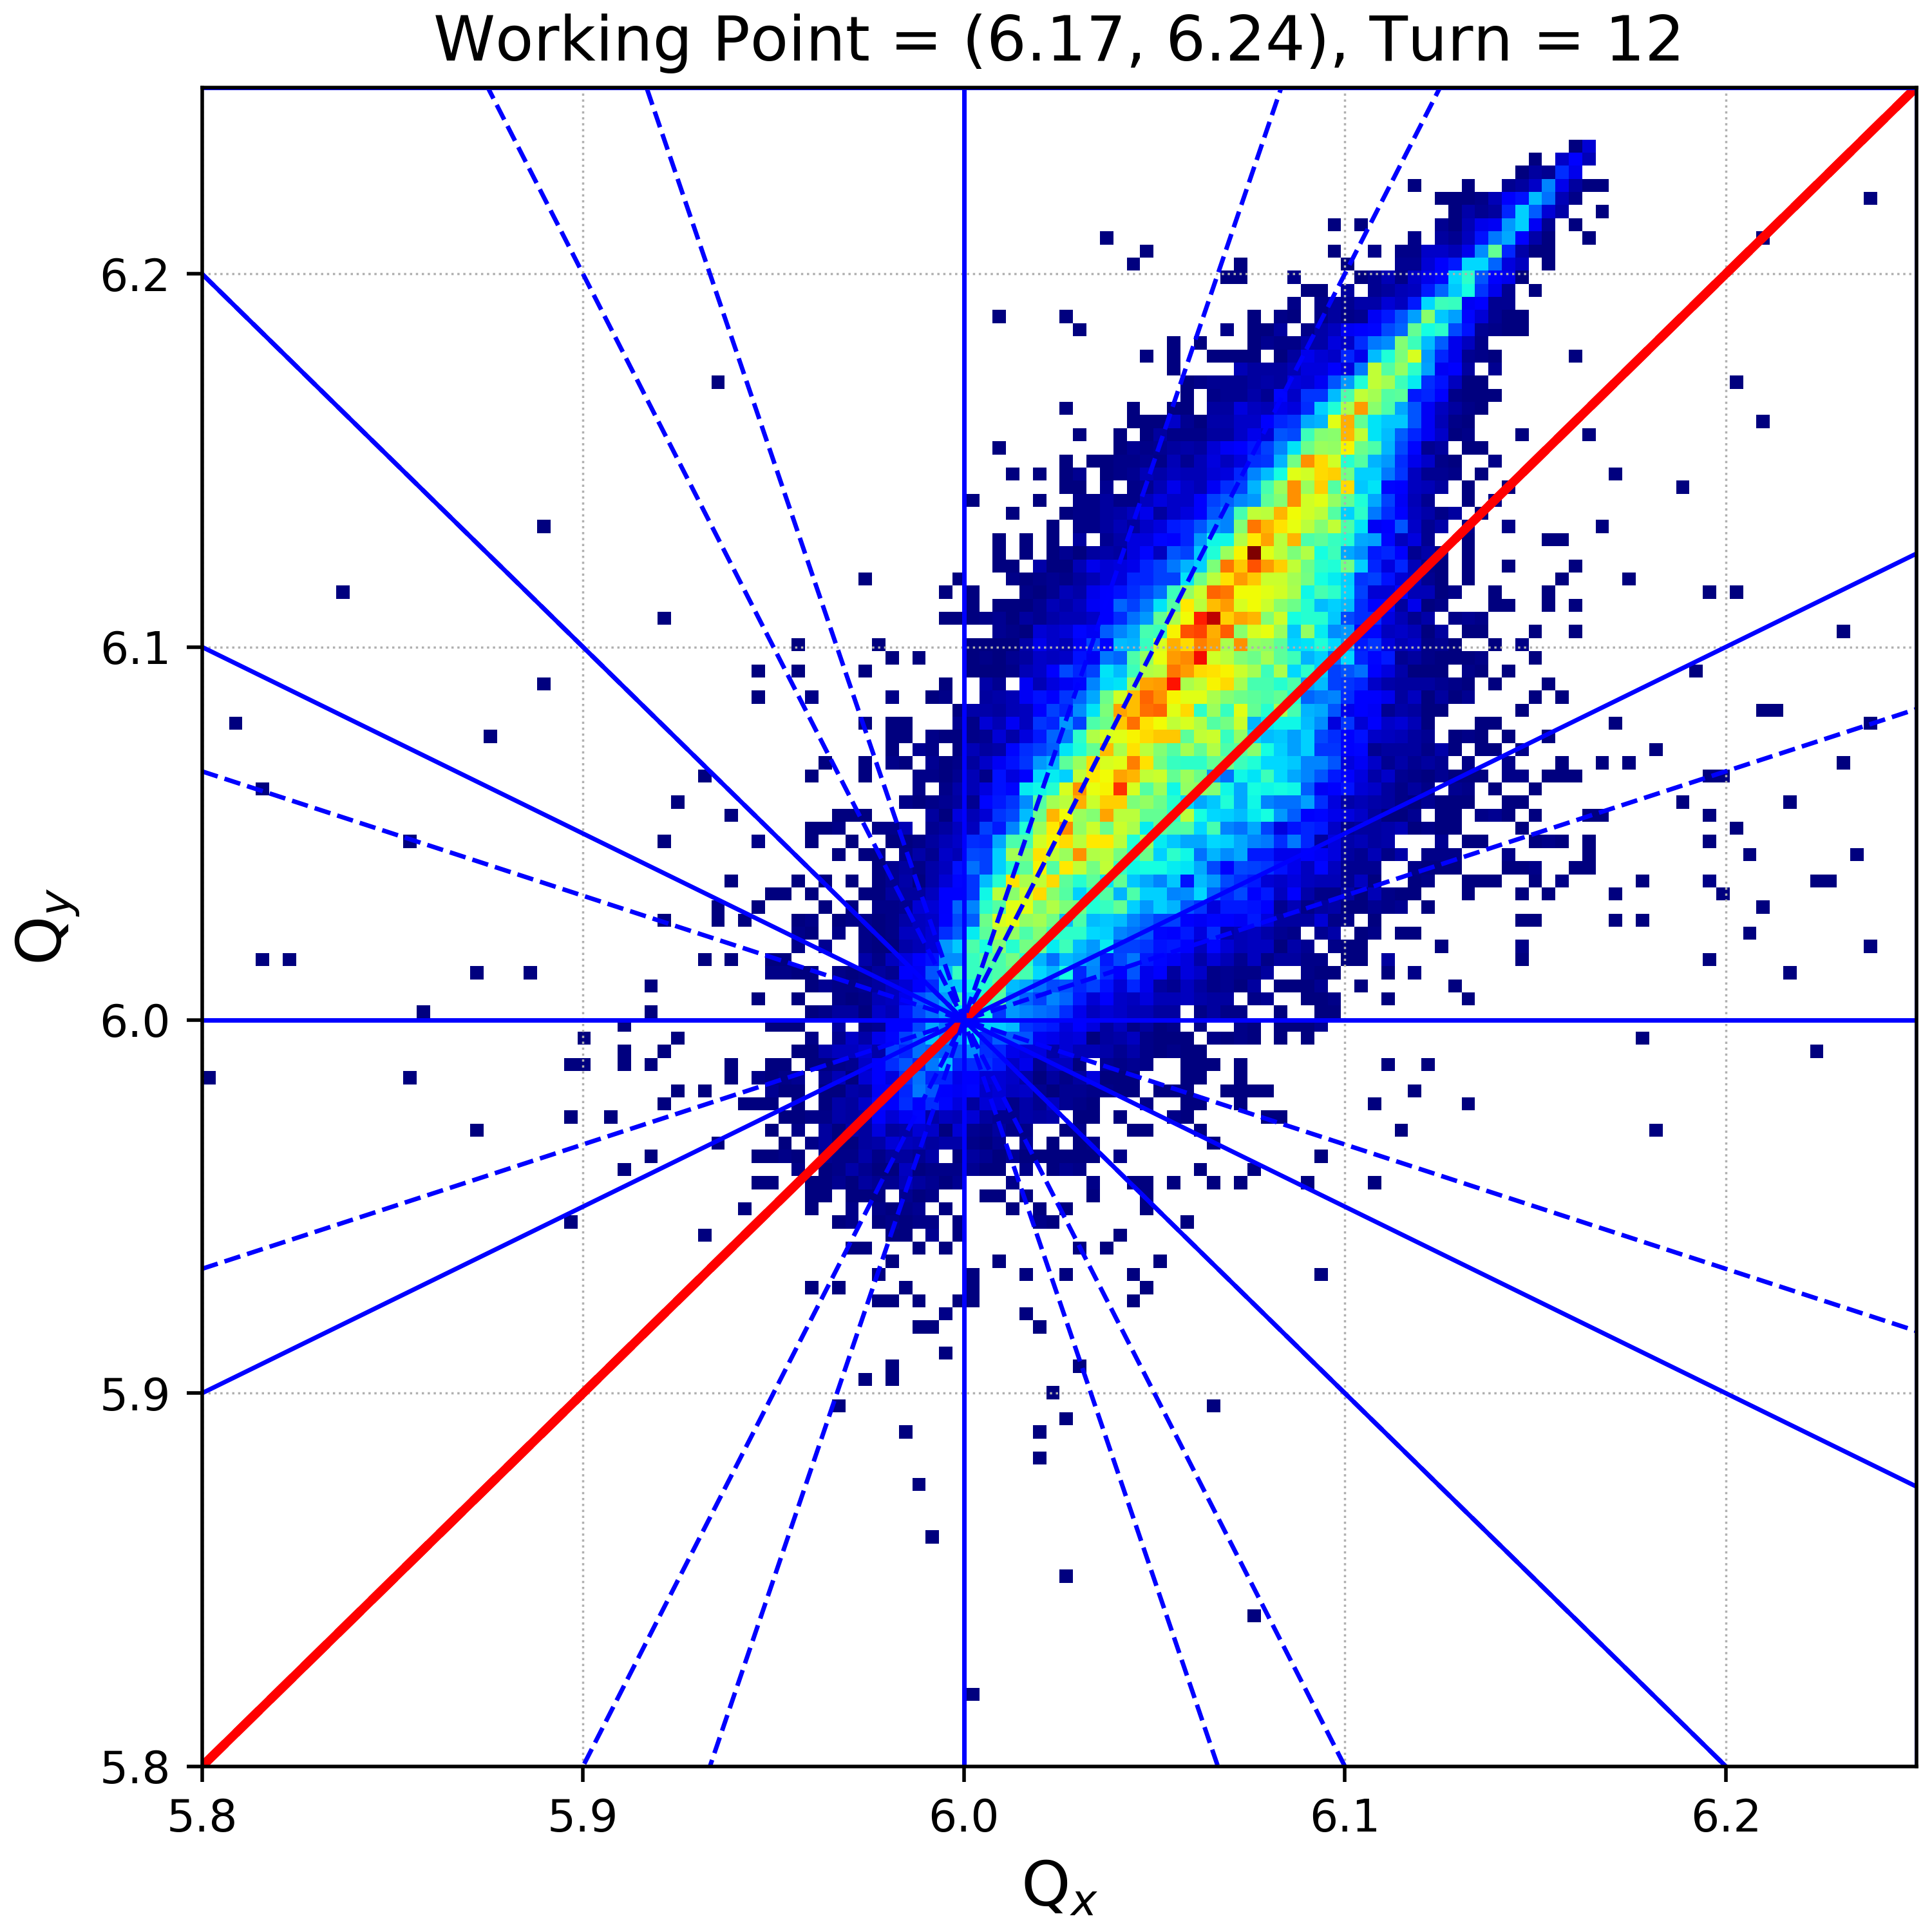 Working Point = (6.17, 6.24), Turn = 12
6.2
6.1
6.0
5.9
5.8
Qy
5.8 5.9 6.0 6.1 6.2
Qx